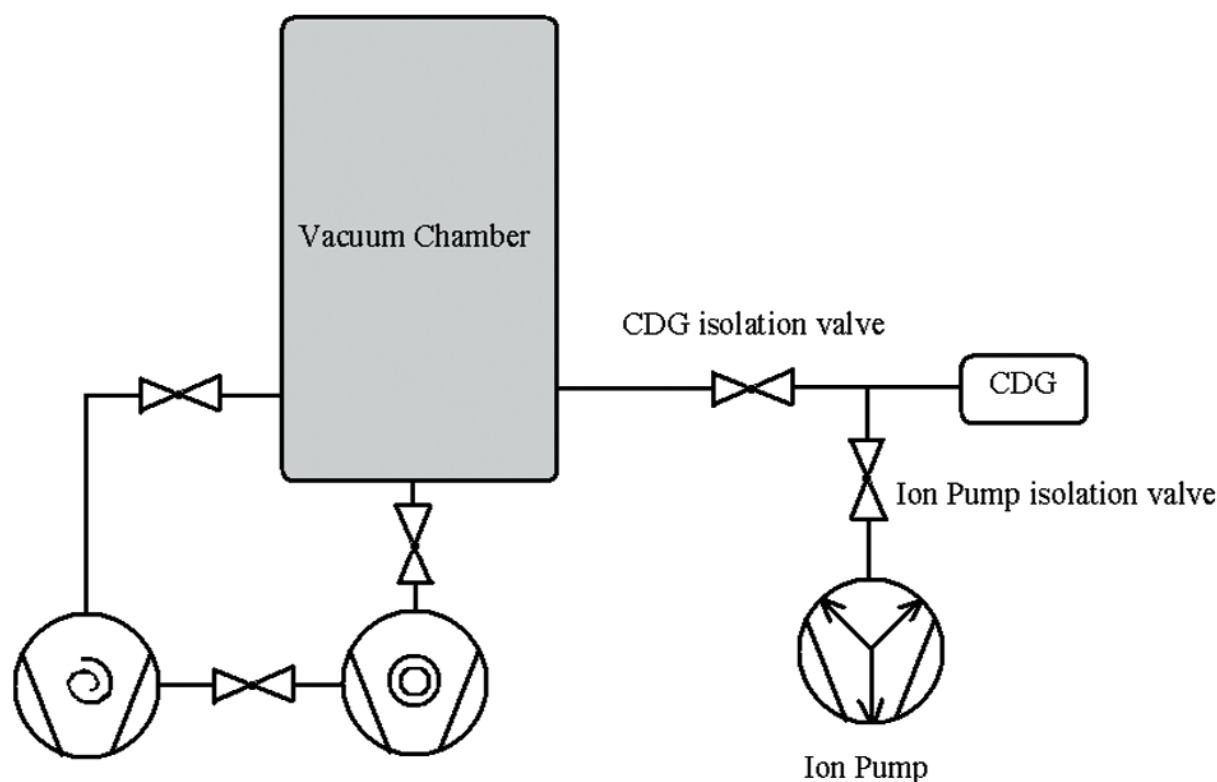 Vacuum Chamber
CDG isolation valve
CDG
Ion Pump isolation valve
Ion Pump